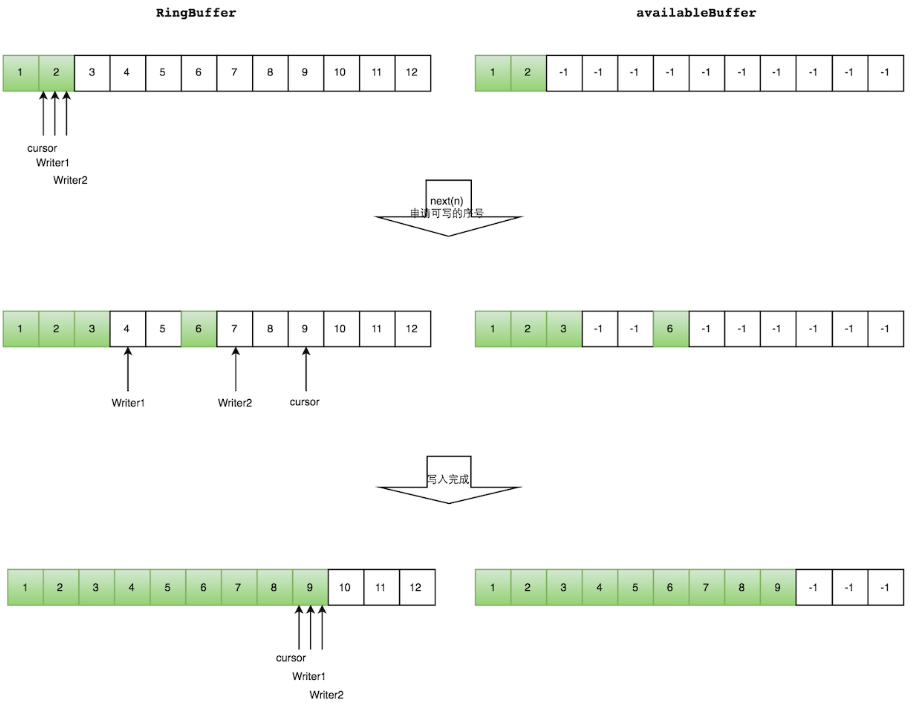 RingBuffer availableBuffer
1 2 3 4 5 6 7 8 9 10 11 12 1 2 -1 -1 -1 -1 -1 -1 -1 -1 -1 -1
cursor
Writer1
Writer2
next(n)
申请可写的序号
1 2 3 4 5 6 7 8 9 10 11 12 1 2 3 -1 -1 6 -1 -1 -1 -1 -1 -1
Writer1 Writer2 cursor
写入完成
1 2 3 4 5 6 7 8 9 10 11 12 1 2 3 4 5 6 7 8 9 -1 -1 -1
cursor
Writer1
Writer2